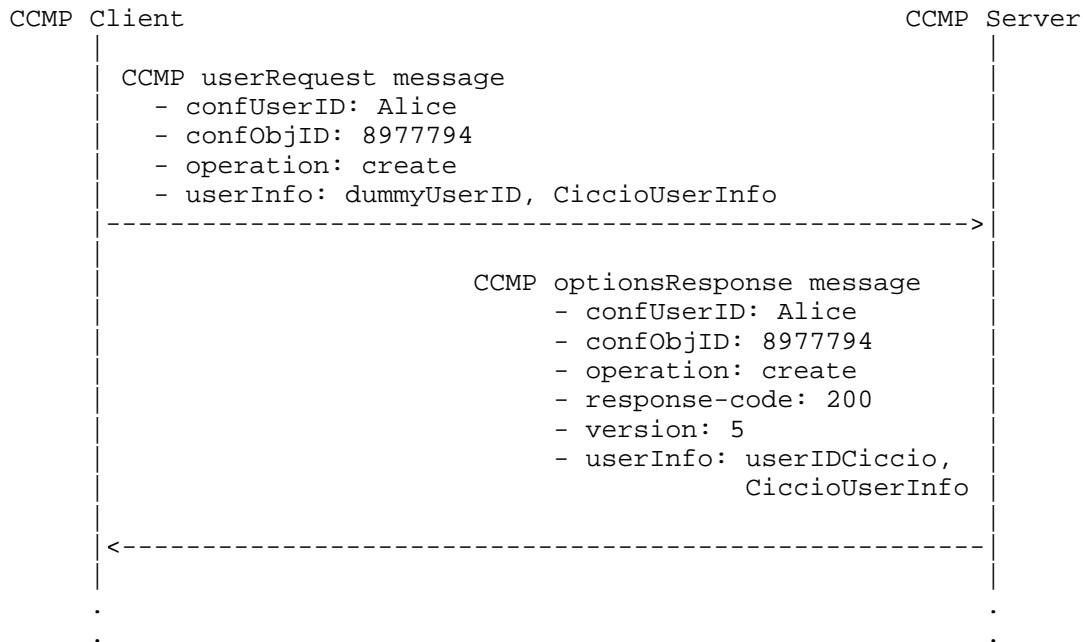 CCMP Client CCMP Server
CCMP userRequest message
- confUserID: Alice
- confObjID: 8977794
- operation: create
- userInfo: dummyUserID, CiccioUserInfo
CCMP optionsResponse message
- confUserID: Alice
- confObjID: 8977794
- operation: create
- response-code: 200
- version: 5
- userInfo: userIDCiccio,
CiccioUserInfo